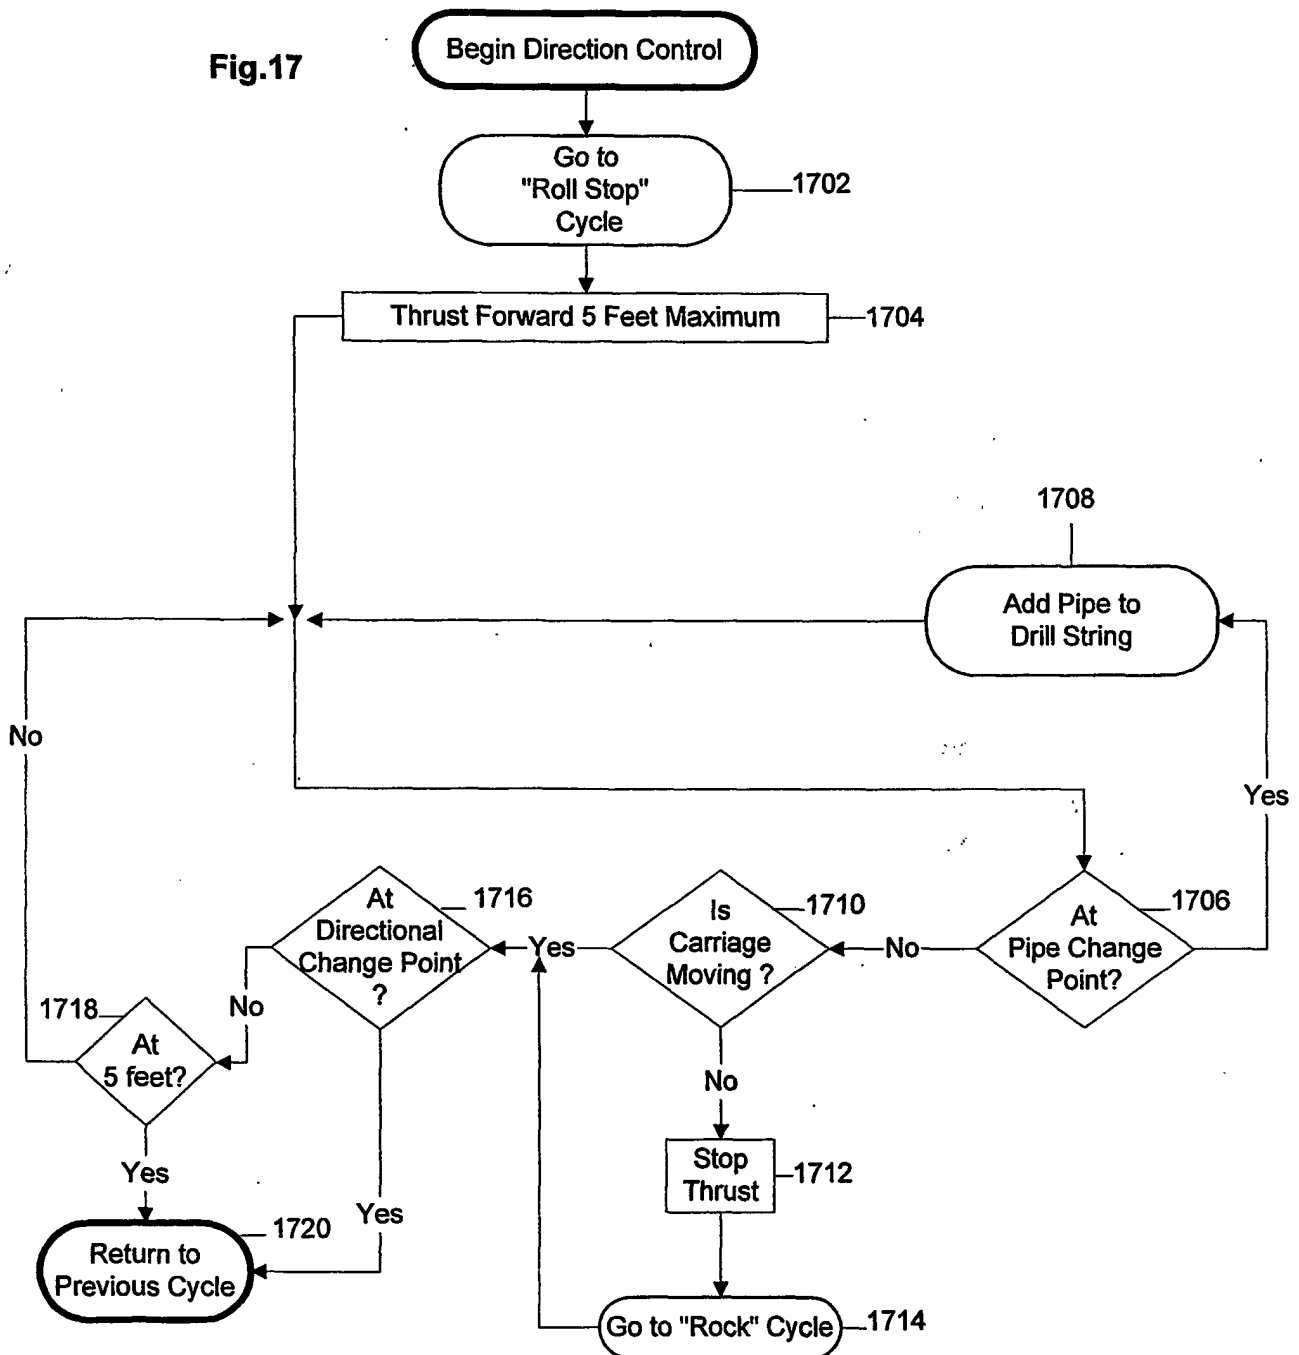 Fig.17
Begin Direction Control
Go to
"Roll Stop"
Cycle
1702
Thrust Forward 5 Feet Maximum
1704
1708
Add Pipe to
Drill String
No
Yes
At
Directional
Change Point
?
1716
Yes
Is
Carriage
Moving ?
1710
No
At
Pipe Change
Point?
1706
1718
At
5 feet?
No
No
Yes
Yes
Stop
Thrust
1712
Return to
Previous Cycle
1720
Go to "Rock" Cycle
1714